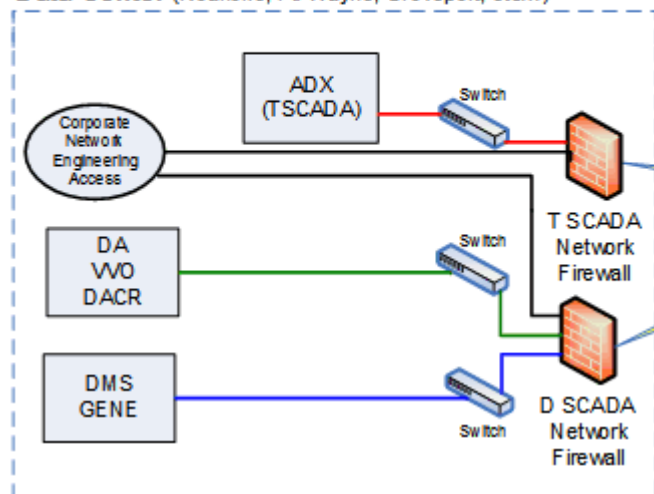 ADX
(TSCADA)
Switch
Corporate
Network
Engineering
Access
T SCADA
Network
Firewall
DA
VVO
DACR
Switch
DMS
GENE
Switch
D SCADA
Network
Firewall